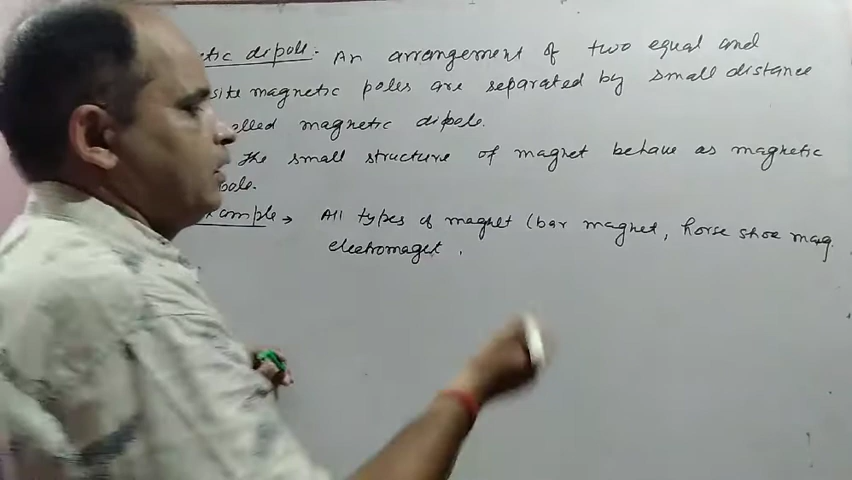 etic dipole:- An arrangement of two equal and
site magnetic poles are separated by small distance
alled magnetic dipole.
The small structure of magnet behave as magnetic
pole.
xample → All types of magnet (bar magnet, horse shoe mag.
electromaget .